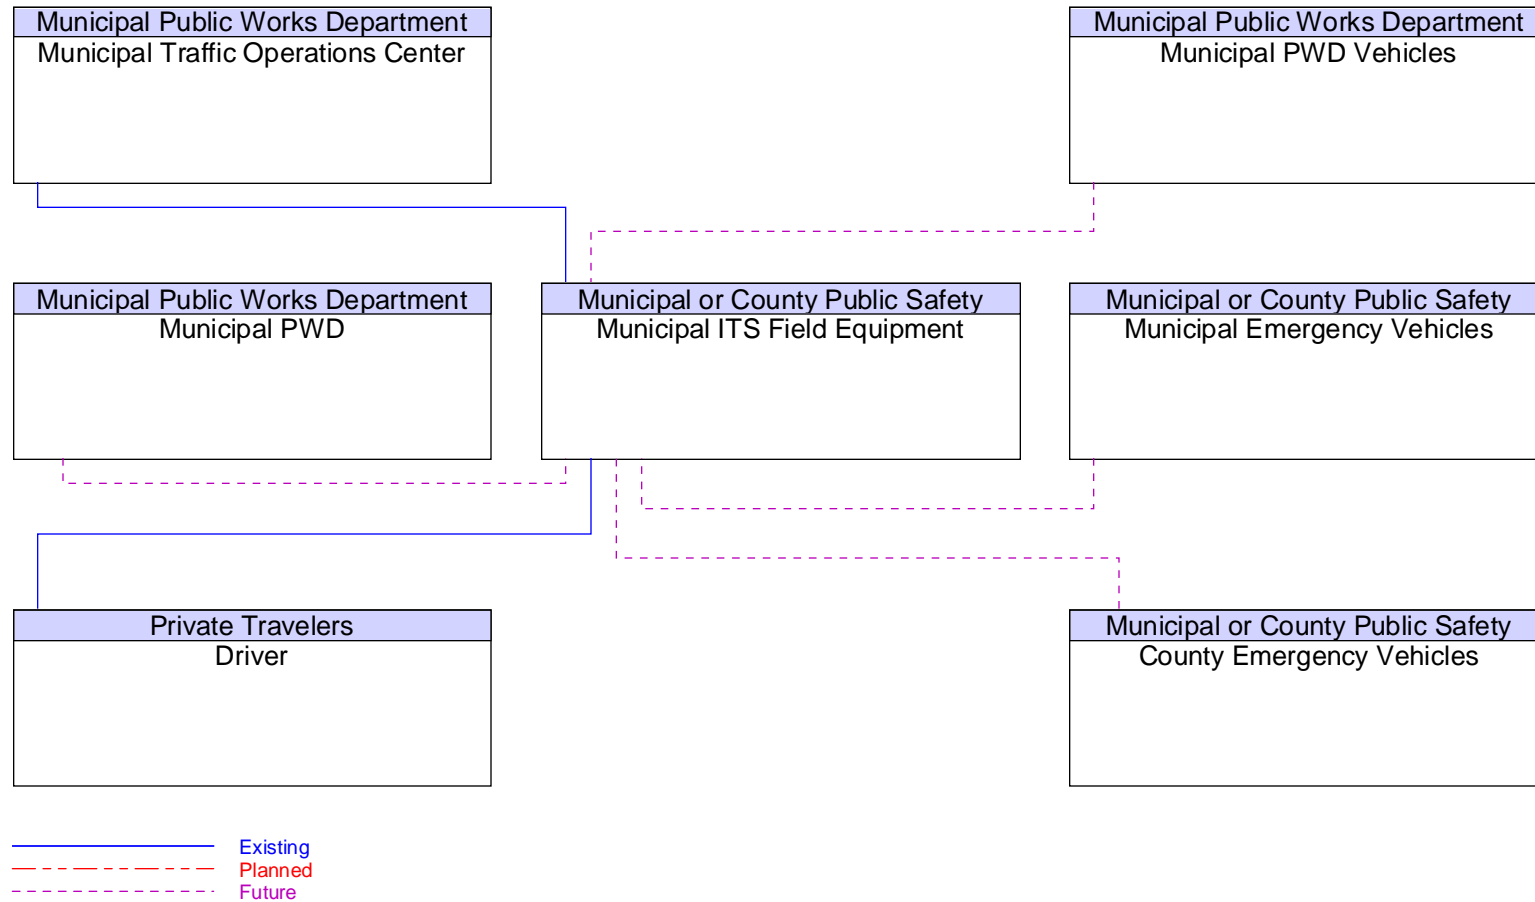 Municipal Public Works Department
Municipal Traffic Operations Center
Municipal Public Works Department
Municipal PWD Vehicles
Municipal Public Works Department
Municipal PWD
Municipal or County Public Safety
Municipal ITS Field Equipment
Municipal or County Public Safety
Municipal Emergency Vehicles
Private Travelers
Driver
Municipal or County Public Safety
County Emergency Vehicles
Existing
Planned
Future